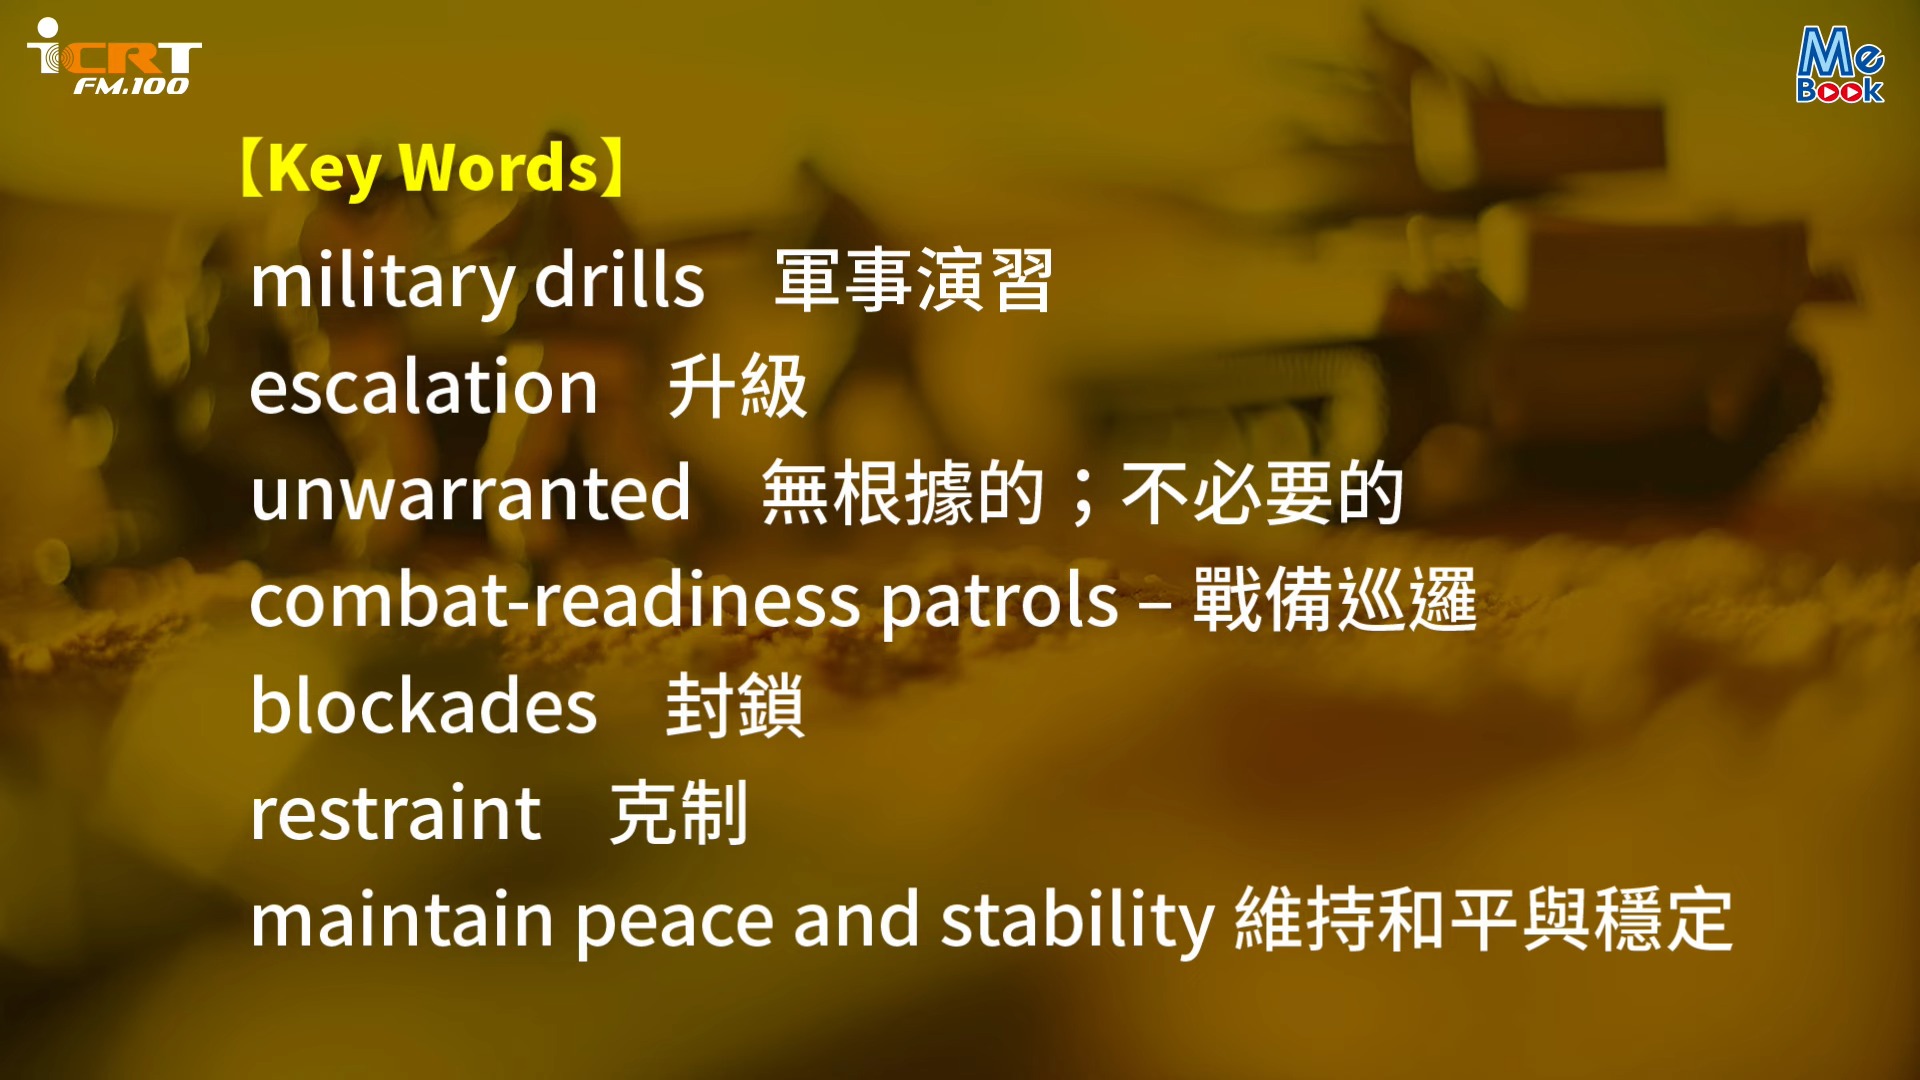 iCRT
FM.100
Me
Book
【Key Words】
military drills 軍事演習
escalation 升級
unwarranted 無根據的；不必要的
combat-readiness patrols – 戰備巡邏
blockades 封鎖
restraint 克制
maintain peace and stability 維持和平與穩定